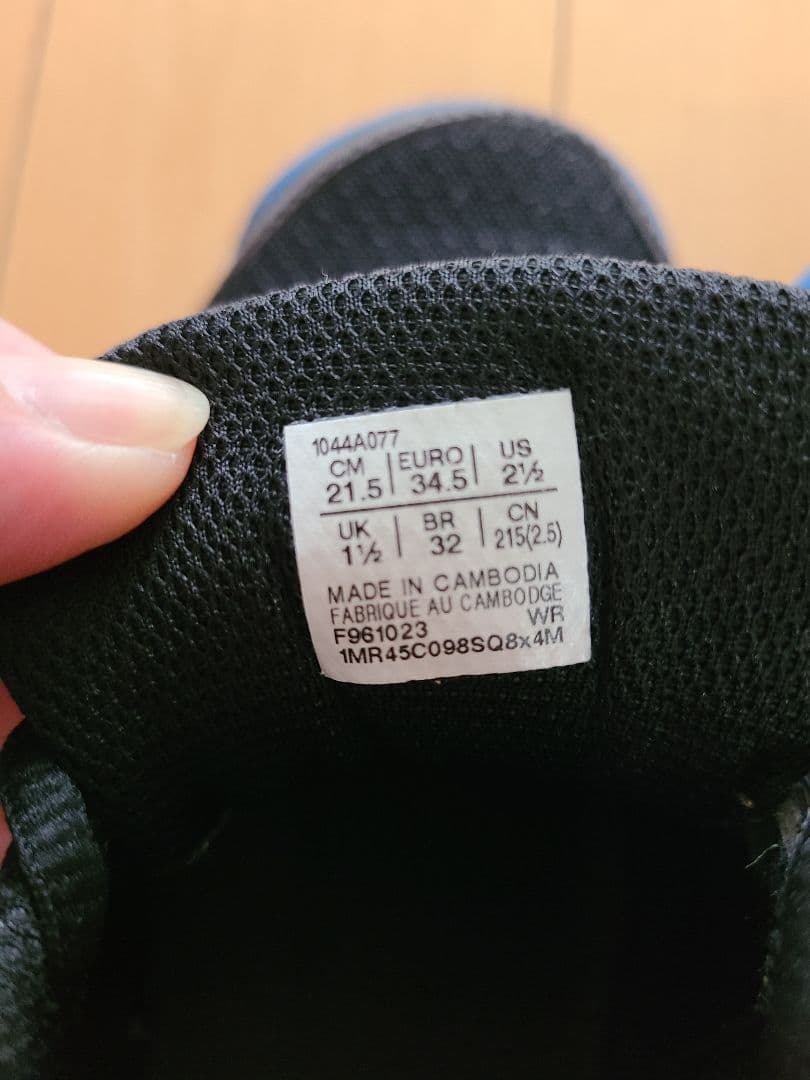 1044A077
CM | EURO | US
21.5 | 34.5 | 2½
UK | BR | CN
1½ | 32 | 215(2.5)
MADE IN CAMBODIA
FABRIQUE AU CAMBODGE
F961023 WR
1MR45C098SQ8x4M